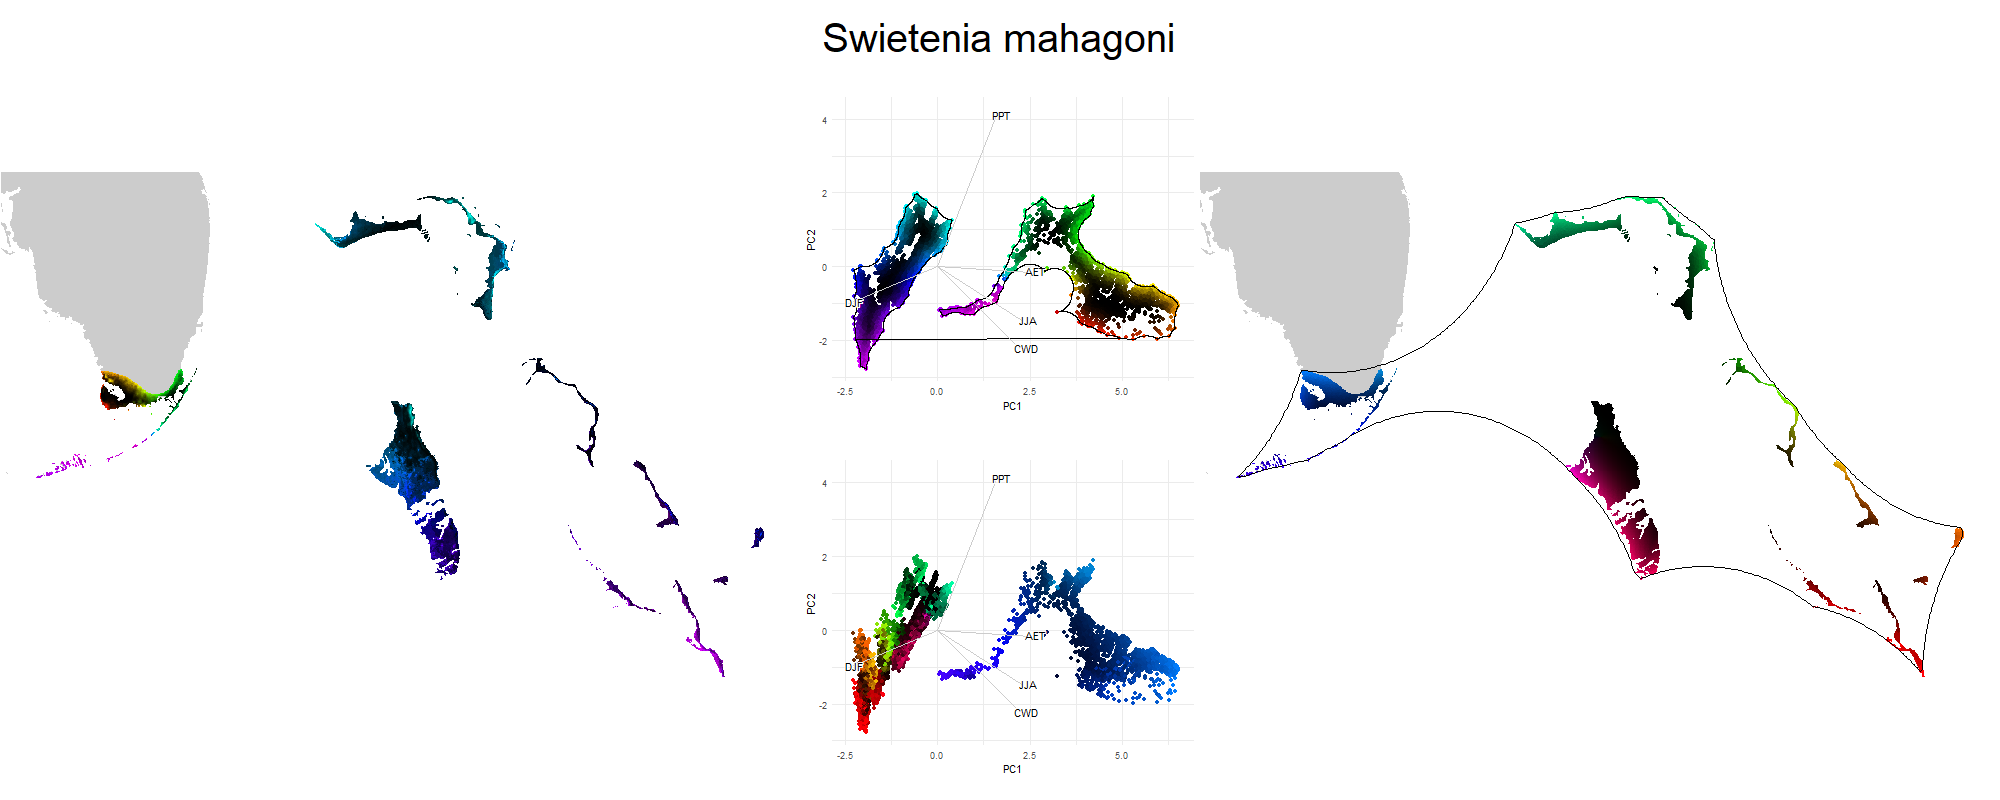 Swietenia mahagoni
4
2
0
-2
PC2
PPT
AET
DJF
JJA
CWD
-2.5 0.0 2.5 5.0
PC1
4
2
0
-2
PC2
PPT
AET
DJF
JJA
CWD
-2.5 0.0 2.5 5.0
PC1